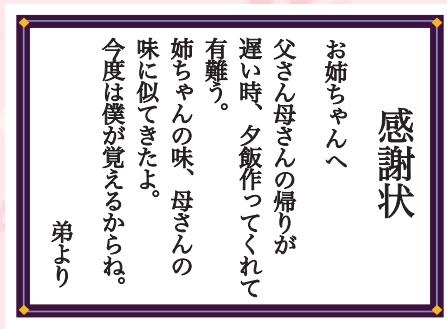 感謝状
お姉ちゃんへ
父さん母さんの帰りが
遅い時、夕飯作ってくれて
有難う。
姉ちゃんの味、母さんの
味に似てきたよ。
今度は僕が覚えるからね。
弟より